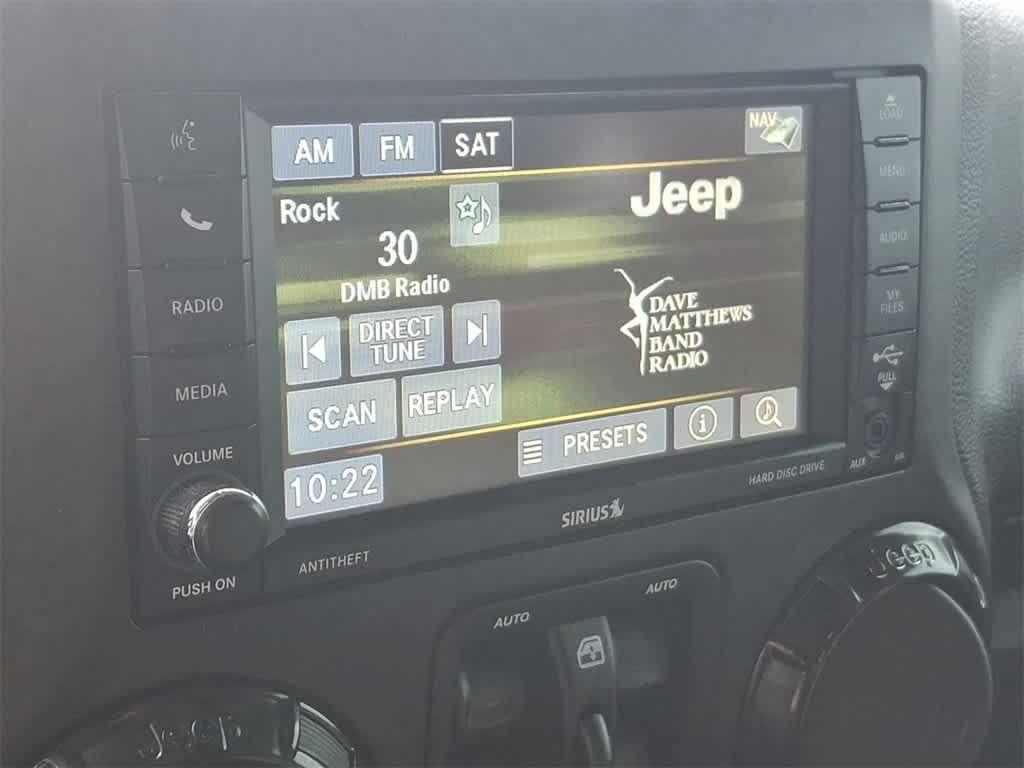 AM
FM
SAT
NAV
Rock
Jeep
30
DMB Radio
DIRECT
TUNE
SCAN
REPLAY
DAVE
MATTHEWS
BAND
RADIO
PRESETS
10:22
RADIO
MEDIA
VOLUME
PUSH ON
LOAD
MENU
AUDIO
MY
FILES
PULL
AUX
HARD DISC DRIVE
SIRIUS
ANTITHEFT
AUTO
AUTO
Jeep
Jeep